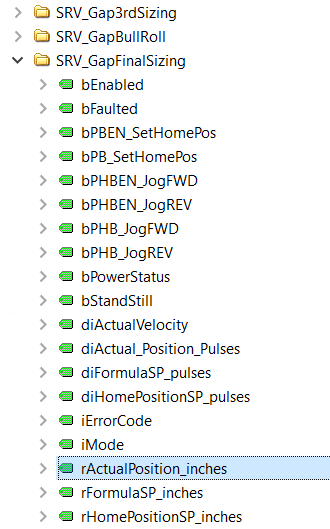 SRV_Gap3rdSizing
SRV_GapBullRoll
SRV_GapFinalSizing
bEnabled
bFaulted
bPBEN_SetHomePos
bPB_SetHomePos
bPHBEN_JogFWD
bPHBEN_JogREV
bPHB_JogFWD
bPHB_JogREV
bPowerStatus
bStandStill
diActualVelocity
diActual_Position_Pulses
diFormulaSP_pulses
diHomePositionSP_pulses
iErrorCode
iMode
rActualPosition_inches
rFormulaSP_inches
rHomePositionSP_inches